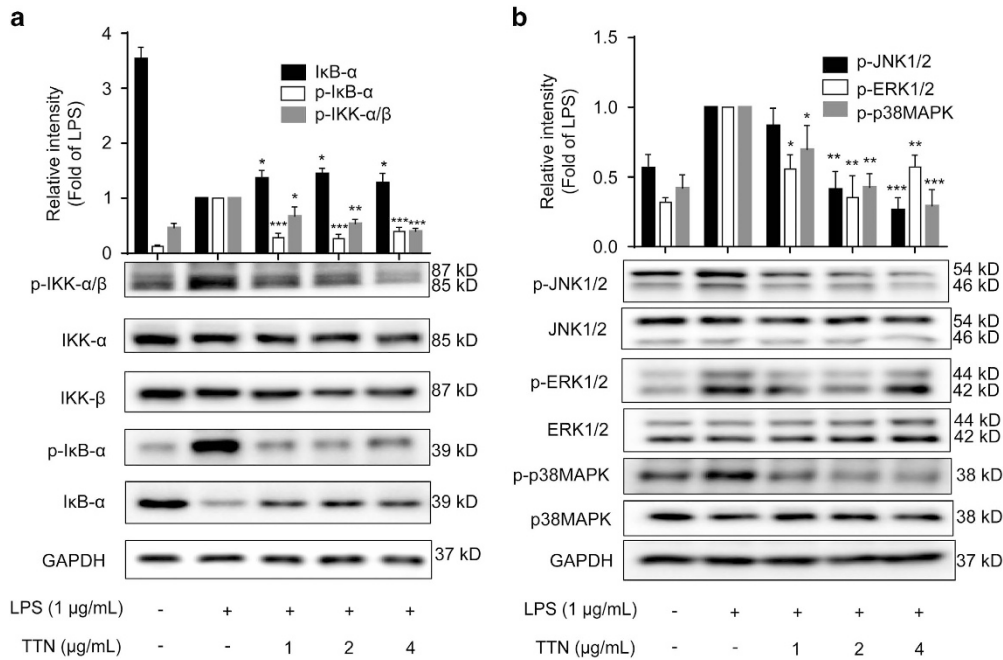 a
Relative intensity
(Fold of LPS)
4
3
2
1
0
IκB-α
p-IκB-α
p-IKK-α/β
*
***
*
*
***
**
*
***
***
p-IKK-α/β
87 kD
85 kD
IKK-α
85 kD
IKK-β
87 kD
p-IκB-α
39 kD
IκB-α
39 kD
GAPDH
37 kD
LPS (1 µg/mL) - + + + +
TTN (µg/mL) - - 1 2 4
b
Relative intensity
(Fold of LPS)
1.5
1.0
0.5
0.0
p-JNK1/2
p-ERK1/2
p-p38MAPK
*
*
**
**
**
***
**
***
p-JNK1/2
54 kD
46 kD
JNK1/2
54 kD
46 kD
p-ERK1/2
44 kD
42 kD
ERK1/2
44 kD
42 kD
p-p38MAPK
38 kD
p38MAPK
38 kD
GAPDH
37 kD
LPS (1 µg/mL) - + + + +
TTN (µg/mL) - - 1 2 4